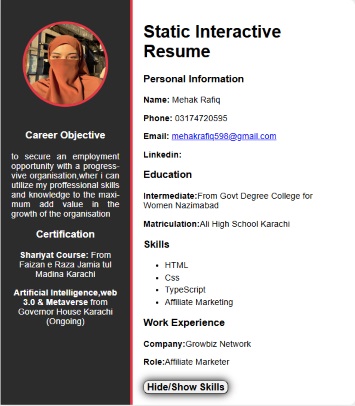 Career Objective
to secure an employment
opportunity with a progress-
vive organisation,wher i can
utilize my proffessional skills
and knowledge to the maxi-
mum add value in the
growth of the organisation
Certification
Shariyat Course: From
Faizan e Raza Jamia tul
Madina Karachi
Artificial Intelligence,web
3.0 & Metaverse from
Governor House Karachi
(Ongoing)
Static Interactive
Resume
Personal Information
Name: Mehak Rafiq
Phone: 03174720595
Email: mehakrafiq598@gmail.com
Linkedin:
Education
Intermediate:From Govt Degree College for
Women Nazimabad
Matriculation:Ali High School Karachi
Skills
HTML
Css
TypeScript
Affiliate Marketing
Work Experience
Company:Growbiz Network
Role:Affiliate Marketer
Hide/Show Skills